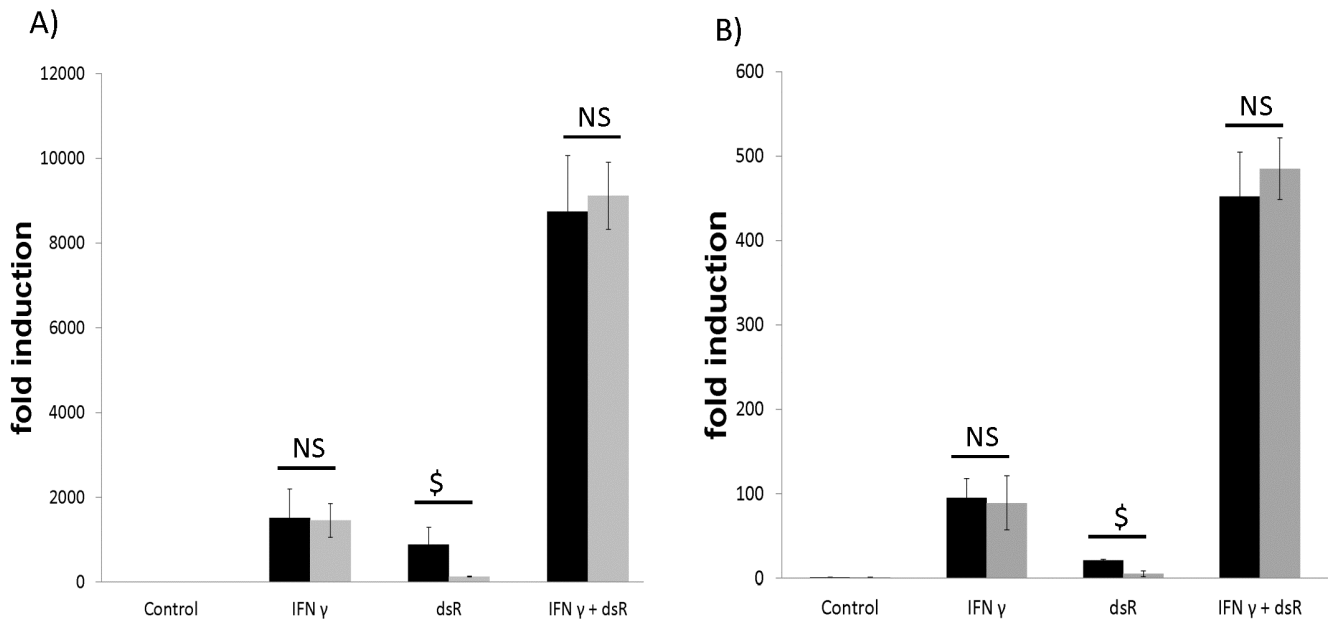 A)
12000
10000
8000
6000
4000
2000
0
fold induction
NS
$
NS
Control IFN γ dsR IFN γ + dsR
B)
600
500
400
300
200
100
0
fold induction
NS
$
NS
Control IFN γ dsR IFN γ + dsR